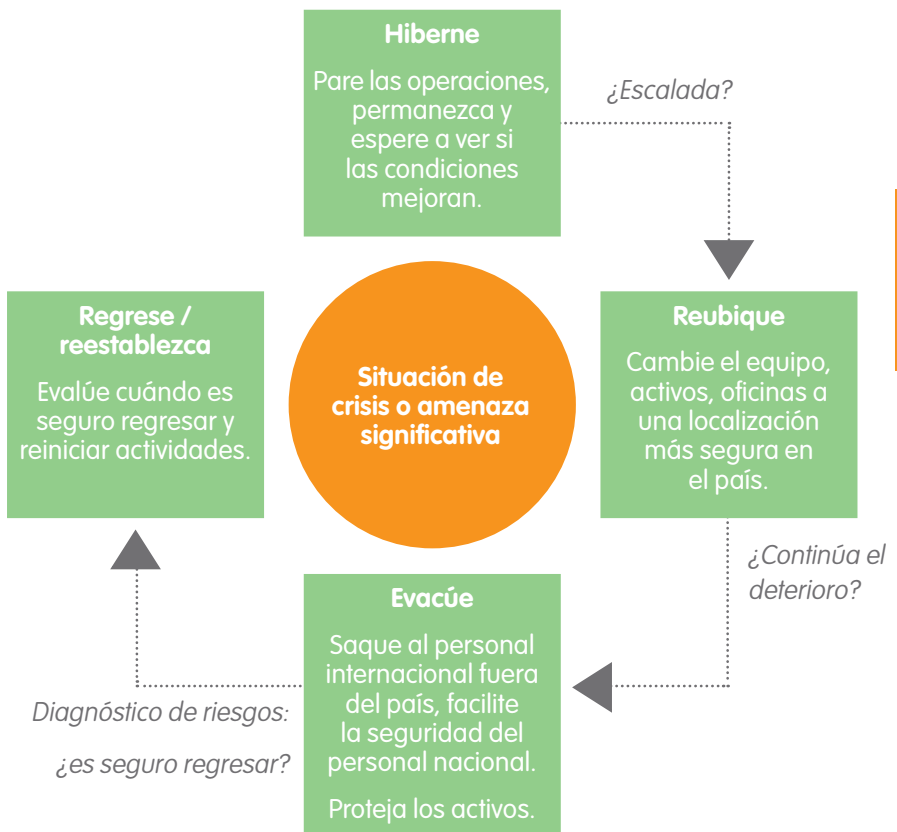 Hiberne
Pare las operaciones,
permanezca y
espere a ver si
las condiciones
mejoran.
¿Escalada?
Reubique
Cambie el equipo,
activos, oficinas a
una localización
más segura en
el país.
¿Continúa el
deterioro?
Situación de
crisis o amenaza
significativa
Evacúe
Saque al personal
internacional fuera
del país, facilite
la seguridad del
personal nacional.
Proteja los activos.
Diagnóstico de riesgos:
¿es seguro regresar?
Regrese /
reestablezca
Evalúe cuándo es
seguro regresar y
reiniciar actividades.